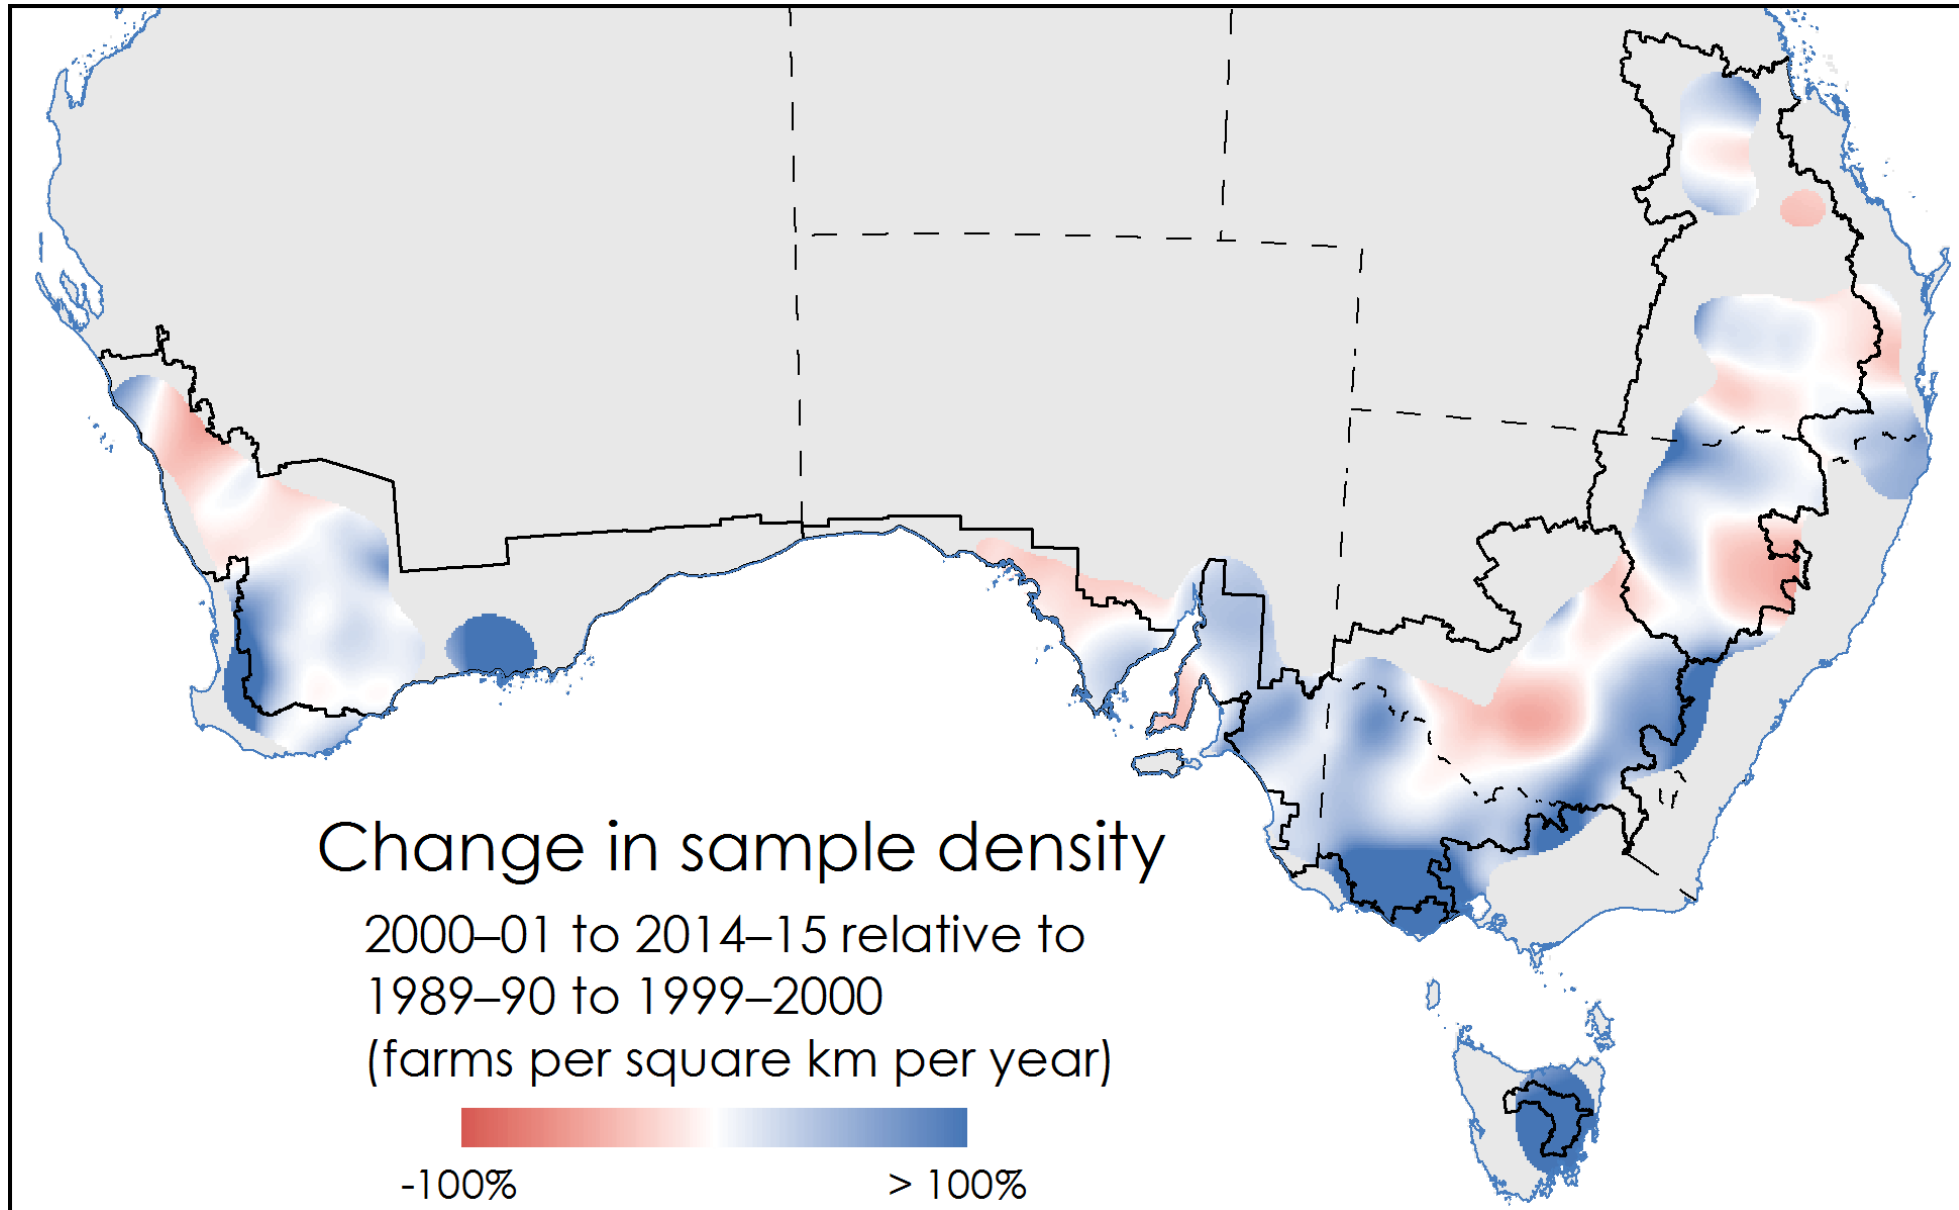 Change in sample density
2000–01 to 2014–15 relative to
1989–90 to 1999–2000
(farms per square km per year)
-100% > 100%